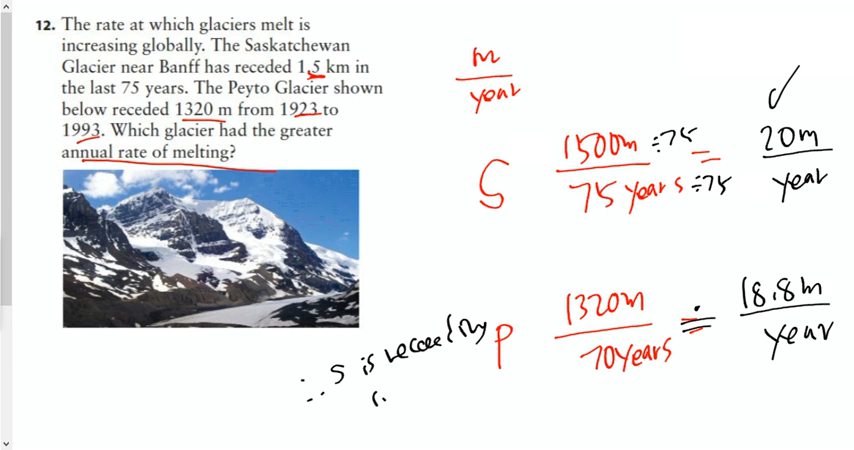 12. The rate at which glaciers melt is
increasing globally. The Saskatchewan
Glacier near Banff has receded 1.5 km in
the last 75 years. The Peyto Glacier shown
below receded 1320 m from 1923 to
1993. Which glacier had the greater
annual rate of melting?
m
year
S 1500m ÷75 = 20m ✓
75 years ÷75 year
P 1320m ≐ 18.8m
70years year
∴ S is